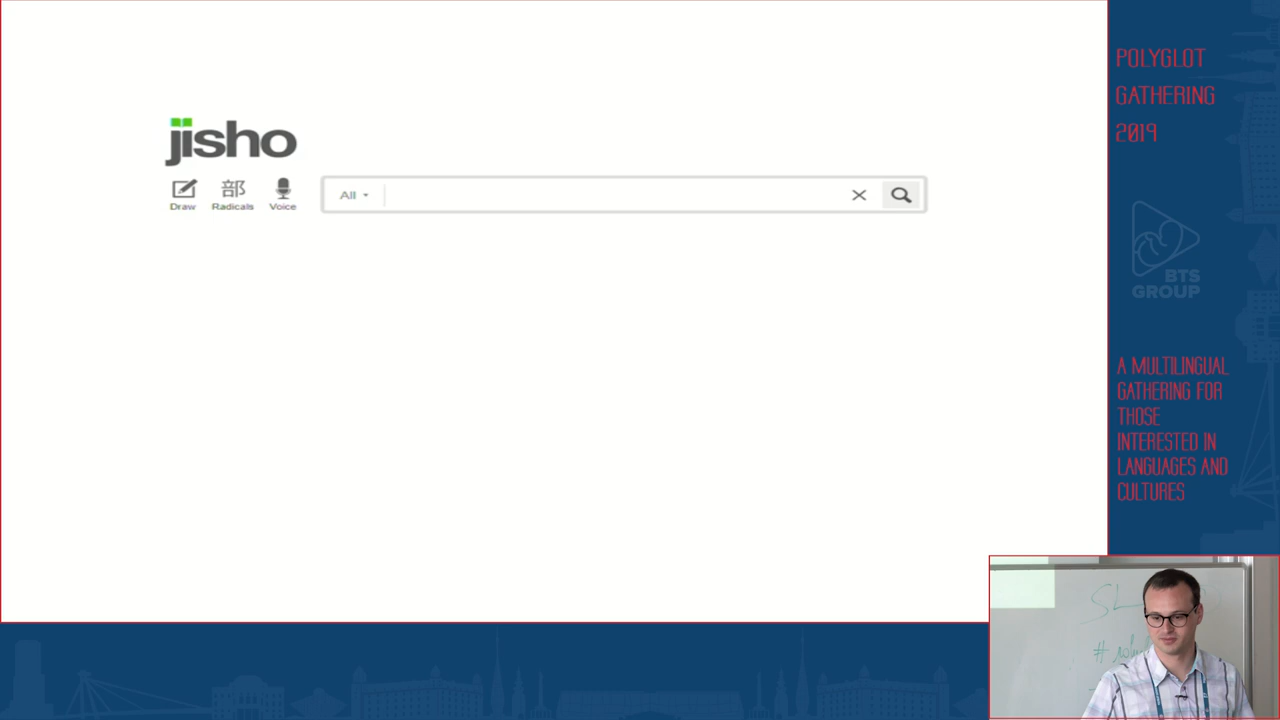 jisho
Draw
部
Radicals
Voice
All
POLYGLOT
GATHERING
2019
BTS
GROUP
A MULTILINGUAL
GATHERING FOR
THOSE
INTERESTED IN
LANGUAGES AND
CULTURES